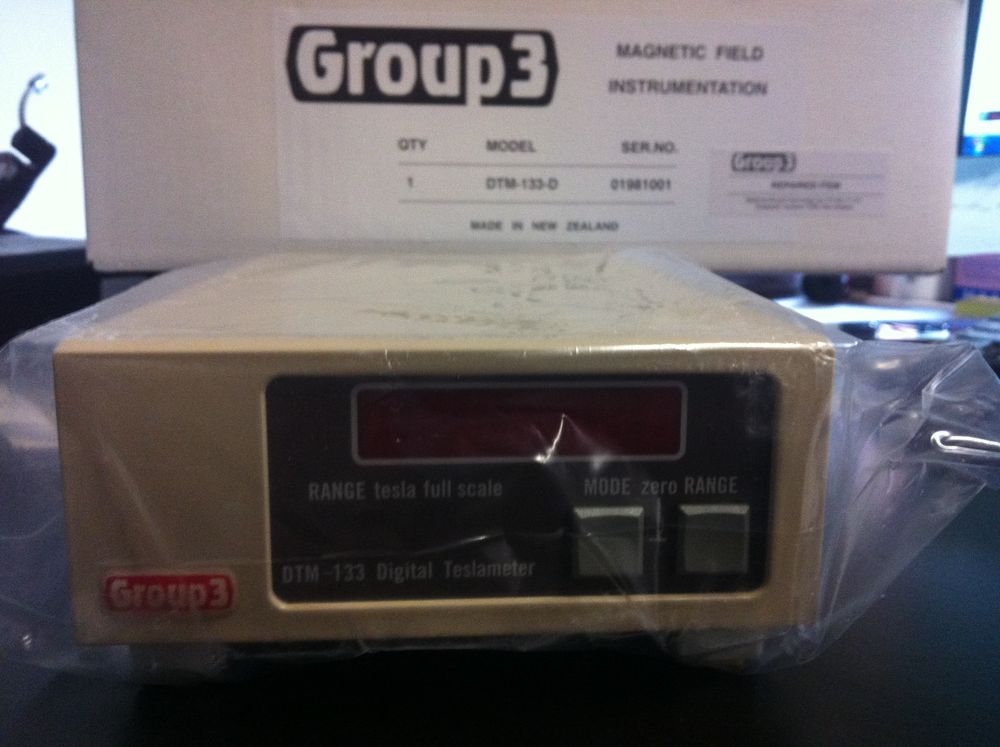 Group3
MAGNETIC FIELD
INSTRUMENTATION
QTY MODEL SER.NO.
1 DTM-133-D 01981001
MADE IN NEW ZEALAND
Group3
RANGE tesla full scale
MODE zero RANGE
DTM-133 Digital Teslameter
Group3